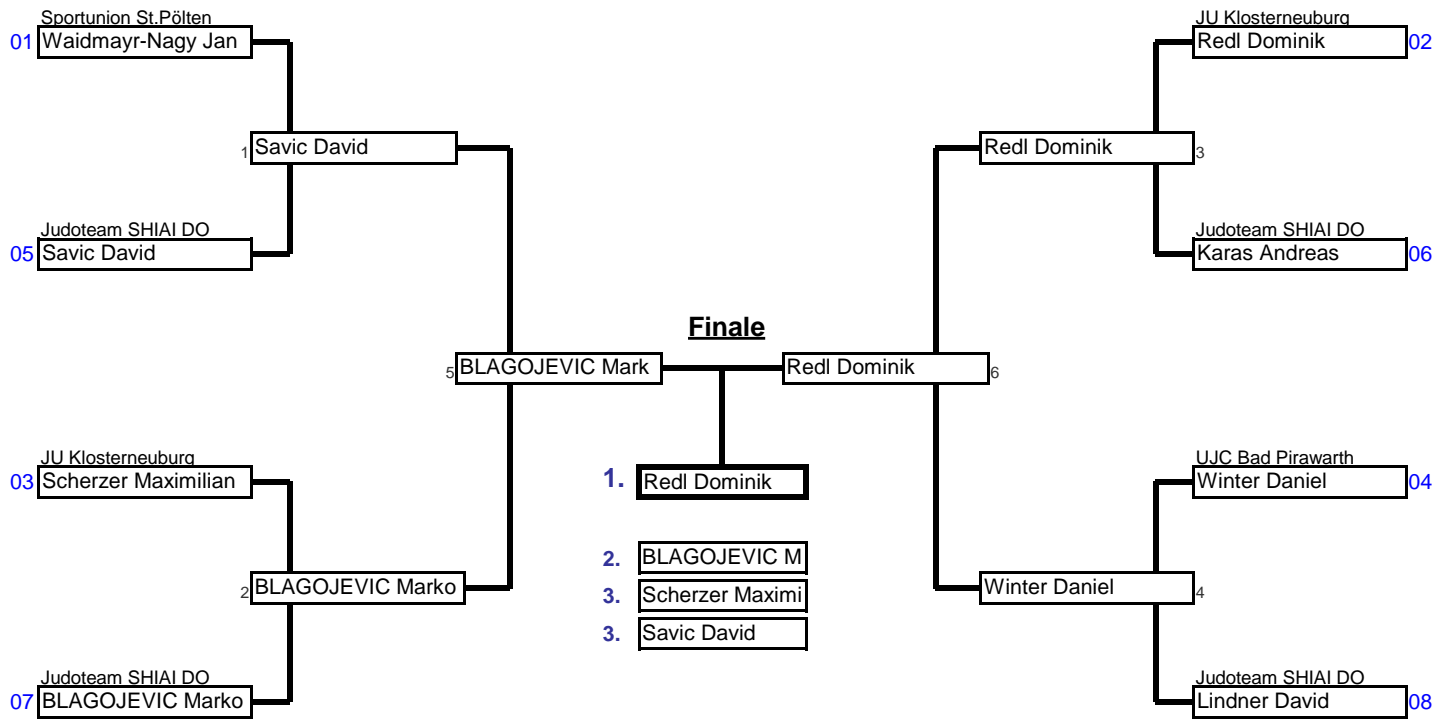 Sportunion St.Pölten
01 Waidmayr-Nagy Jan
1 Savic David
Judoteam SHIAI DO
05 Savic David
5 BLAGOJEVIC Mark
JU Klosterneuburg
03 Scherzer Maximilian
2 BLAGOJEVIC Marko
Judoteam SHIAI DO
07 BLAGOJEVIC Marko
Finale
1. Redl Dominik
2. BLAGOJEVIC M
3. Scherzer Maximi
3. Savic David
JU Klosterneuburg
Redl Dominik 02
Redl Dominik 3
Judoteam SHIAI DO
Karas Andreas 06
Redl Dominik 6
UJC Bad Pirawarth
Winter Daniel 04
Winter Daniel 4
Judoteam SHIAI DO
Lindner David 08